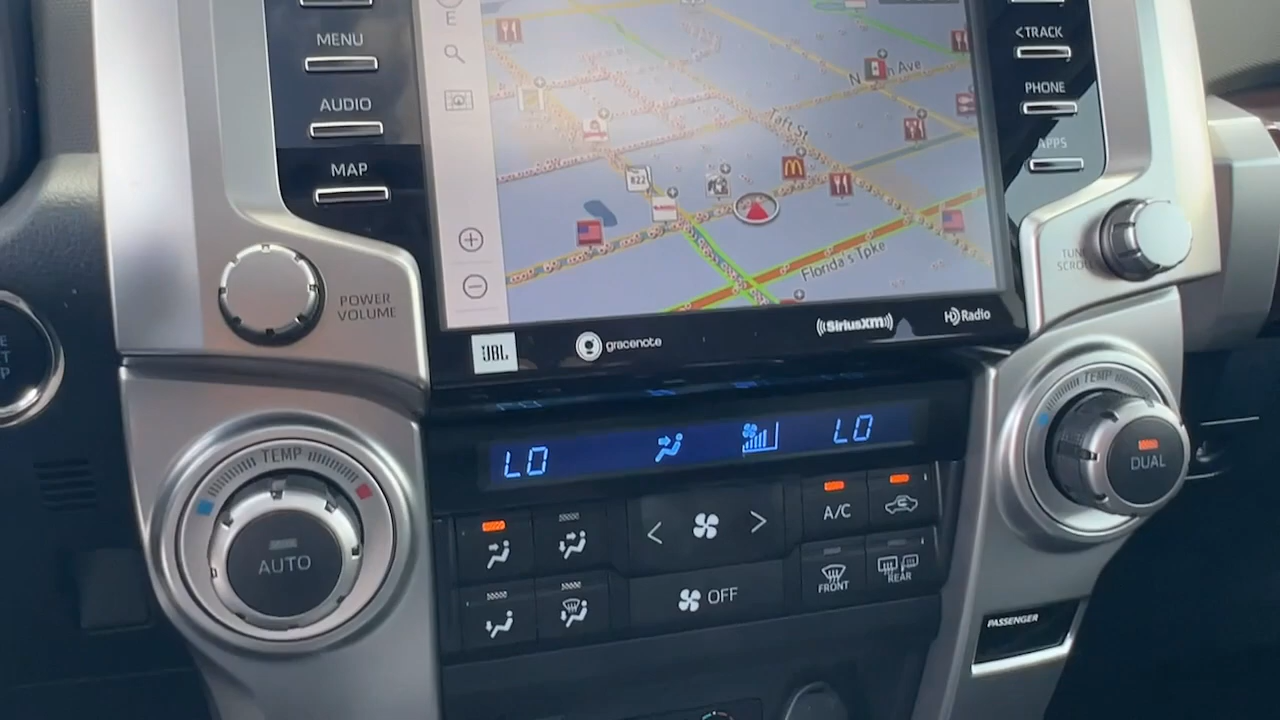 E
MENU
AUDIO
MAP
POWER
VOLUME
<TRACK
PHONE
APPS
TUNE
SCROLL
Taft St
822
Florida's Tpke
JBL
gracenote
((SiriusXM))
HD Radio
TEMP
AUTO
LO
LO
TEMP
DUAL
A/C
OFF
FRONT
REAR
PASSENGER